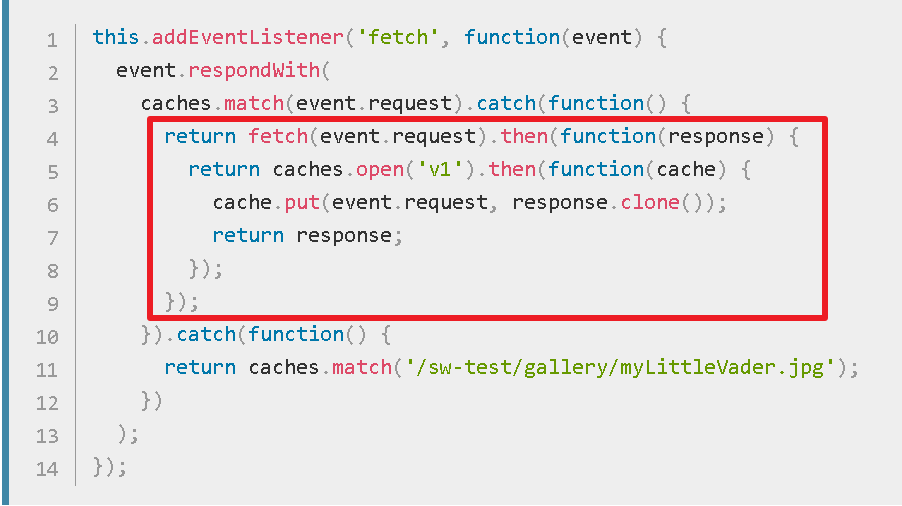 1 this.addEventListener('fetch', function(event) {
2 event.respondWith(
3 caches.match(event.request).catch(function() {
4 return fetch(event.request).then(function(response) {
5 return caches.open('v1').then(function(cache) {
6 cache.put(event.request, response.clone());
7 return response;
8 });
9 });
10 }).catch(function() {
11 return caches.match('/sw-test/gallery/myLittleVader.jpg');
12 })
13 );
14 });